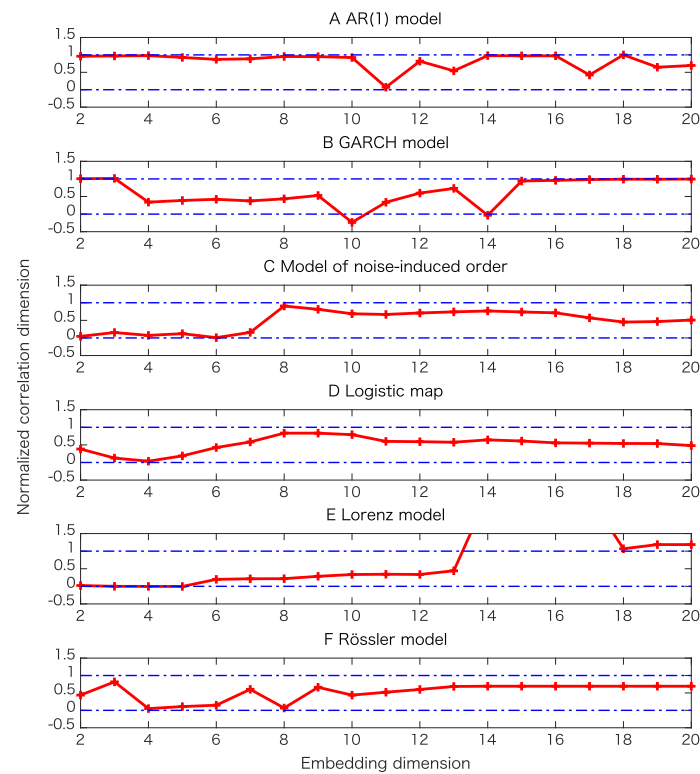 A AR(1) model
1.5
1
0.5
0
-0.5
2 4 6 8 10 12 14 16 18 20
B GARCH model
1.5
1
0.5
0
-0.5
2 4 6 8 10 12 14 16 18 20
C Model of noise-induced order
1.5
1
0.5
0
-0.5
2 4 6 8 10 12 14 16 18 20
D Logistic map
1.5
1
0.5
0
-0.5
2 4 6 8 10 12 14 16 18 20
E Lorenz model
1.5
1
0.5
0
-0.5
2 4 6 8 10 12 14 16 18 20
F Rössler model
1.5
1
0.5
0
-0.5
2 4 6 8 10 12 14 16 18 20
Normalized correlation dimension
Embedding dimension